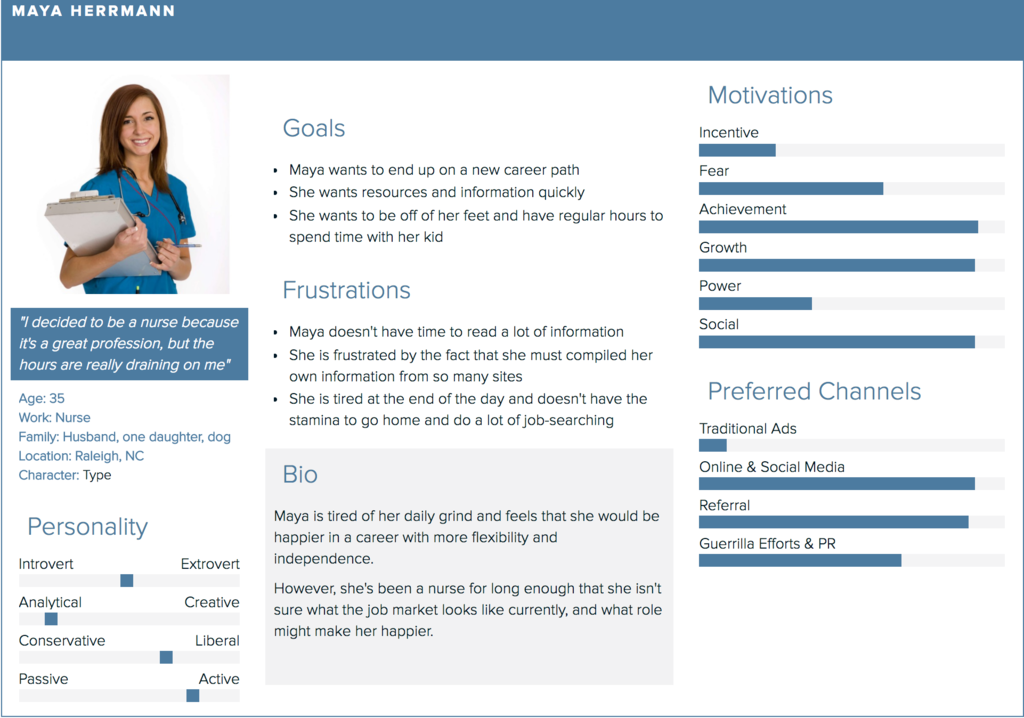 MAYA HERRMANN
"I decided to be a nurse because
it's a great profession, but the
hours are really draining on me"
Age: 35
Work: Nurse
Family: Husband, one daughter, dog
Location: Raleigh, NC
Character: Type
Personality
Introvert Extrovert
Analytical Creative
Conservative Liberal
Passive Active
Goals
• Maya wants to end up on a new career path
• She wants resources and information quickly
• She wants to be off of her feet and have regular hours to
spend time with her kid
Frustrations
• Maya doesn't have time to read a lot of information
• She is frustrated by the fact that she must compiled her
own information from so many sites
• She is tired at the end of the day and doesn't have the
stamina to go home and do a lot of job-searching
Bio
Maya is tired of her daily grind and feels that she would be
happier in a career with more flexibility and
independence.
However, she's been a nurse for long enough that she isn't
sure what the job market looks like currently, and what role
might make her happier.
Motivations
Incentive
Fear
Achievement
Growth
Power
Social
Preferred Channels
Traditional Ads
Online & Social Media
Referral
Guerrilla Efforts & PR